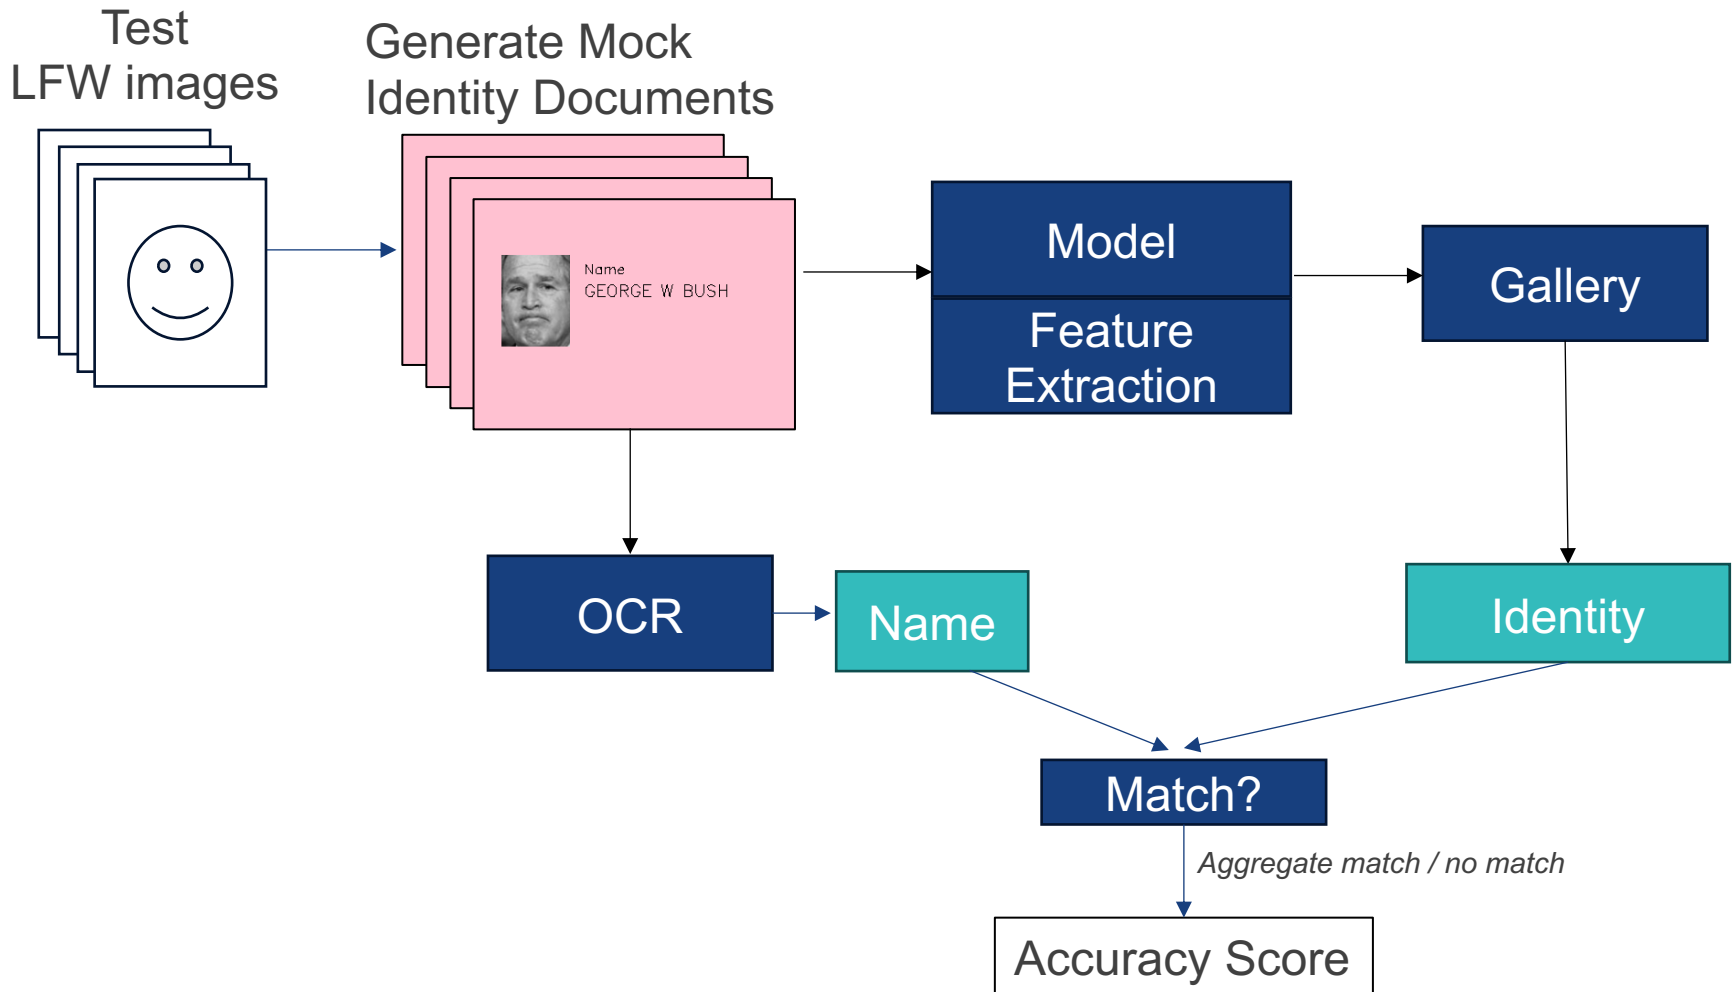 Test
LFW images
Generate Mock
Identity Documents
Name
GEORGE W BUSH
Model
Feature
Extraction
Gallery
OCR
Name
Identity
Match?
Aggregate match / no match
Accuracy Score